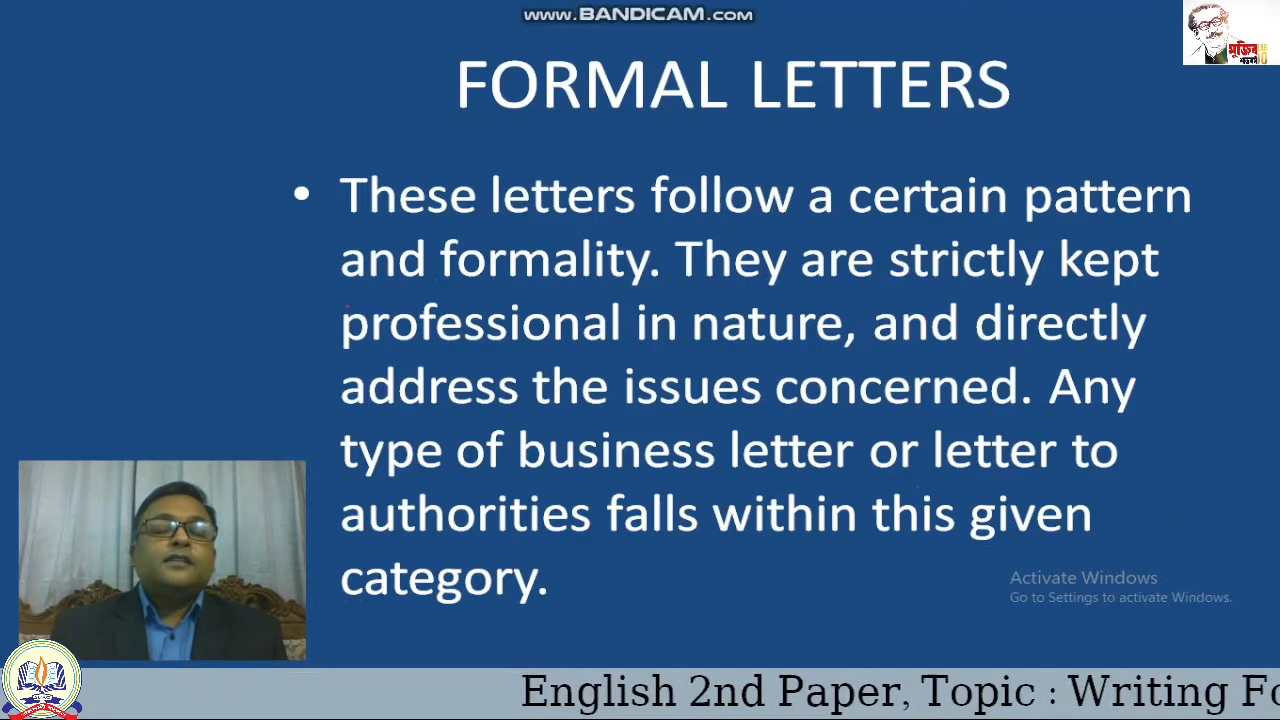 www.BANDICAM.com
মুজিব
শতবর্ষ
FORMAL LETTERS
• These letters follow a certain pattern
and formality. They are strictly kept
professional in nature, and directly
address the issues concerned. Any
type of business letter or letter to
authorities falls within this given
category.
Activate Windows
Go to Settings to activate Windows.
English 2nd Paper, Topic : Writing Fo